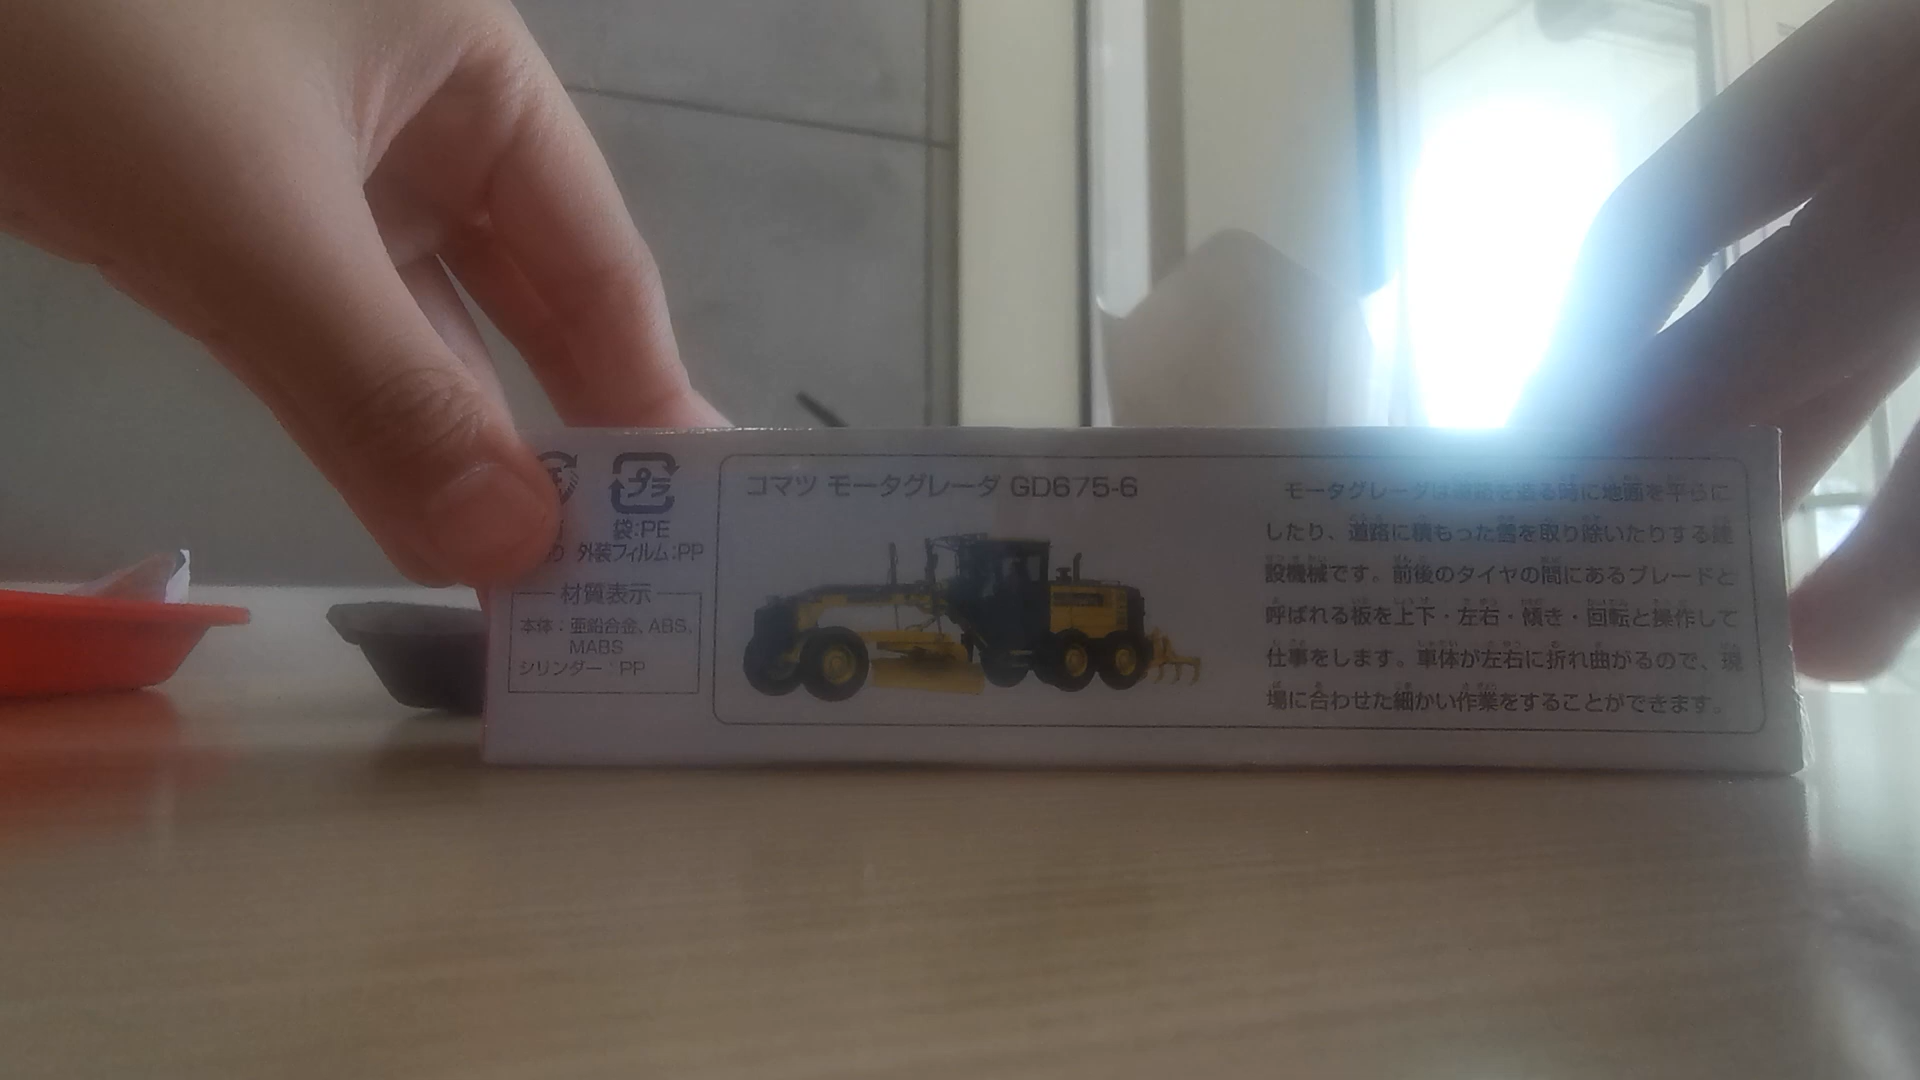 プラ
袋:PE
外装フィルム:PP
材質表示
本体:亜鉛合金、ABS、
MABS
シリンダー:PP
コマツ モータグレーダ GD675-6
モータグレーダは道路を造る時に地面を平らに
したり、道路に積もった雪を取り除いたりする建
設機械です。前後のタイヤの間にあるブレードと
呼ばれる板を上下・左右・傾き・回転と操作して
仕事をします。車体が左右に折れ曲がるので、現
場に合わせた細かい作業をすることができます。